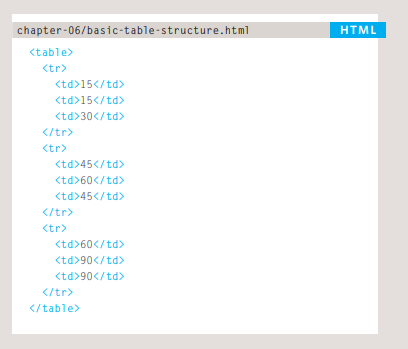 chapter-06/basic-table-structure.html HTML
<table>
<tr>
<td>15</td>
<td>15</td>
<td>30</td>
</tr>
<tr>
<td>45</td>
<td>60</td>
<td>45</td>
</tr>
<tr>
<td>60</td>
<td>90</td>
<td>90</td>
</tr>
</table>